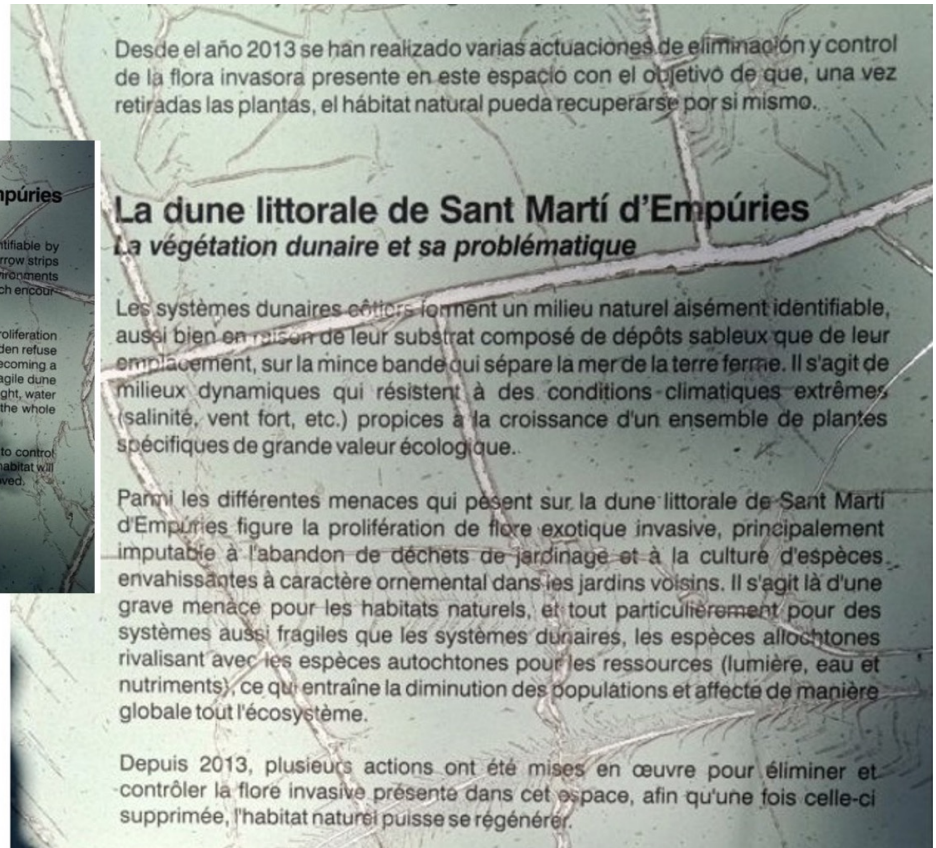 Desde el año 2013 se han realizado varias actuaciones de eliminación y control
de la flora invasora presente en este espacio con el objetivo de que, una vez
retiradas las plantas, el hábitat natural pueda recuperarse por si mismo.
La dune littorale de Sant Martí d'Empúries
La végétation dunaire et sa problématique
Les systèmes dunaires côtiers forment un milieu naturel aisément identifiable,
aussi bien en raison de leur substrat composé de dépôts sableux que de leur
emplacement, sur la mince bande qui sépare la mer de la terre ferme. Il s'agit de
milieux dynamiques qui résistent à des conditions climatiques extrêmes
(salinité, vent fort, etc.) propices à la croissance d'un ensemble de plantes
spécifiques de grande valeur écologique.
Parmi les différentes menaces qui pèsent sur la dune littorale de Sant Martí
d'Empúries figure la prolifération de flore exotique invasive, principalement
imputable à l'abandon de déchets de jardinage et à la culture d'espèces
envahissantes à caractère ornemental dans les jardins voisins. Il s'agit là d'une
grave menace pour les habitats naturels, et tout particulièrement pour des
systèmes aussi fragiles que les systèmes dunaires, les espèces allochtones
rivalisant avec les espèces autochtones pour les ressources (lumière, eau et
nutriments), ce qui entraîne la diminution des populations et affecte de manière
globale tout l'écosystème.
Depuis 2013, plusieurs actions ont été mises en œuvre pour éliminer et
contrôler la flore invasive présente dans cet espace, afin qu'une fois celle-ci
supprimée, l'habitat naturel puisse se régénérer.
npúries
ntifiable by
rrow strips
vironments
ch encour-
roliferation
den refuse
ecoming a
agile dune
ght, water
the whole
to control
habitat will
oved.